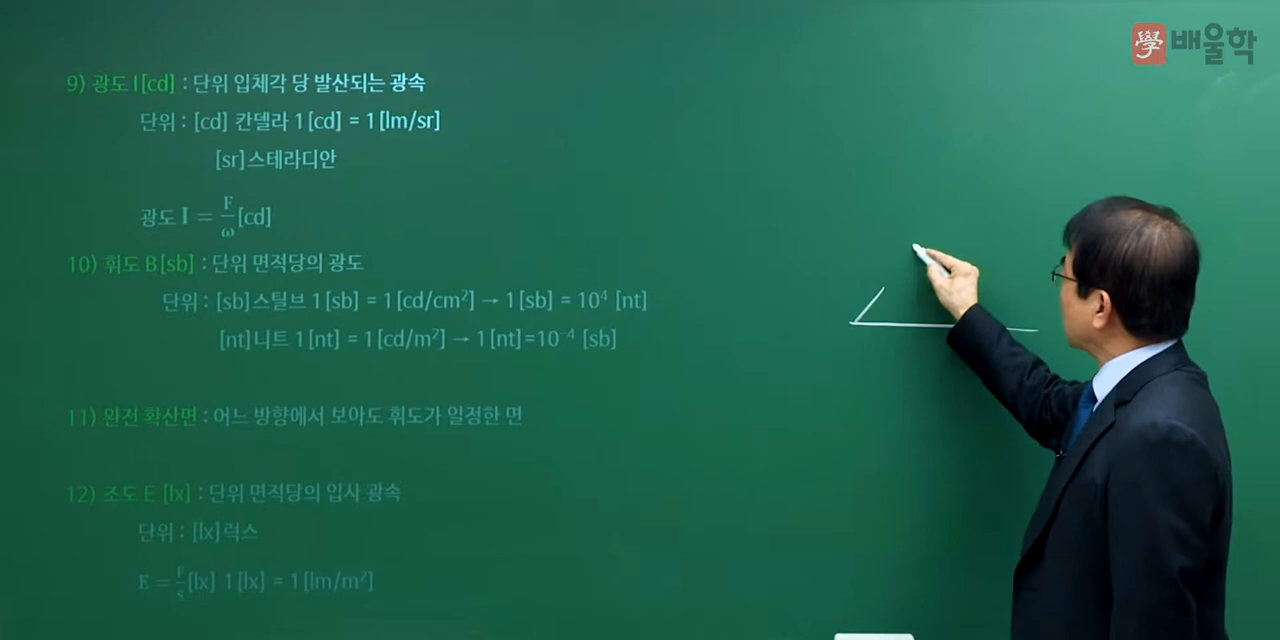 學 배울학
9) 광도 I[cd] : 단위 입체각 당 발산되는 광속
단위 : [cd] 칸델라 1[cd] = 1[lm/sr]
[sr]스테라디안
광도 I = F/ω [cd]
10) 휘도 B[sb] : 단위 면적당의 광도
단위 : [sb]스틸브 1[sb] = 1[cd/cm²] → 1[sb] = 10⁴ [nt]
[nt]니트 1[nt] = 1[cd/m²] → 1[nt]=10⁻⁴ [sb]
11) 완전 확산면 : 어느 방향에서 보아도 휘도가 일정한 면
12) 조도 E [lx] : 단위 면적당의 입사 광속
단위 : [lx]럭스
E = F/s [lx] 1[lx] = 1[lm/m²]